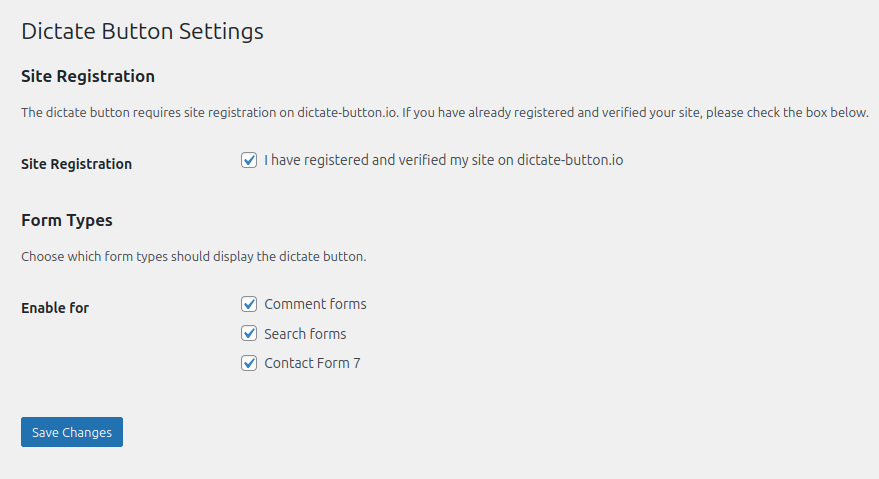 Dictate Button Settings
Site Registration
The dictate button requires site registration on dictate-button.io. If you have already registered and verified your site, please check the box below.
Site Registration
I have registered and verified my site on dictate-button.io
Form Types
Choose which form types should display the dictate button.
Enable for
Comment forms
Search forms
Contact Form 7
Save Changes